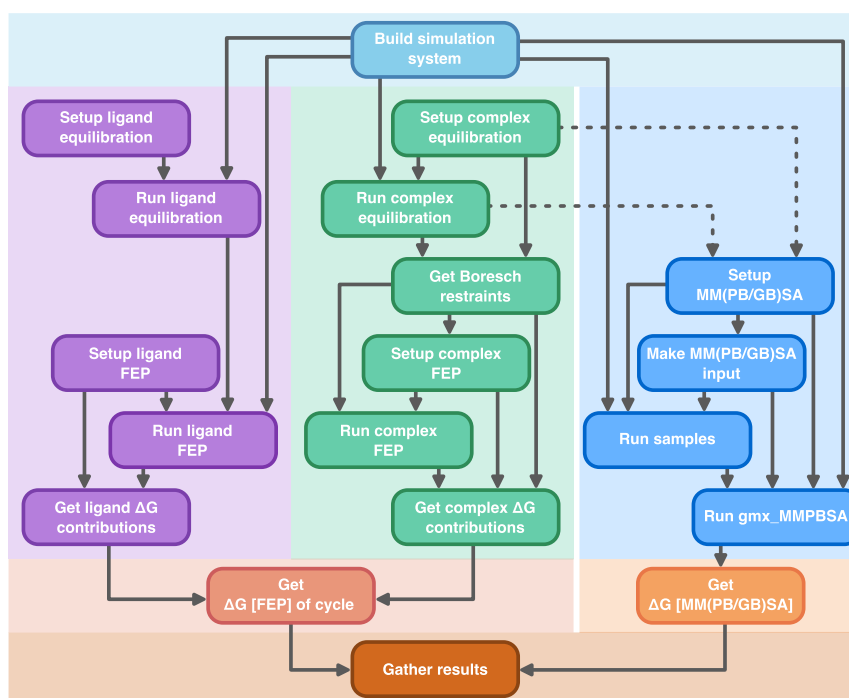 Build simulation
system
Setup ligand
equilibration
Setup complex
equilibration
Run ligand
equilibration
Run complex
equilibration
Get Boresch
restraints
Setup
MM(PB/GB)SA
Setup ligand
FEP
Setup complex
FEP
Make MM(PB/GB)SA
input
Run ligand
FEP
Run complex
FEP
Run samples
Get ligand ΔG
contributions
Get complex ΔG
contributions
Run gmx_MMPBSA
Get
ΔG [FEP] of cycle
Get
ΔG [MM(PB/GB)SA]
Gather results